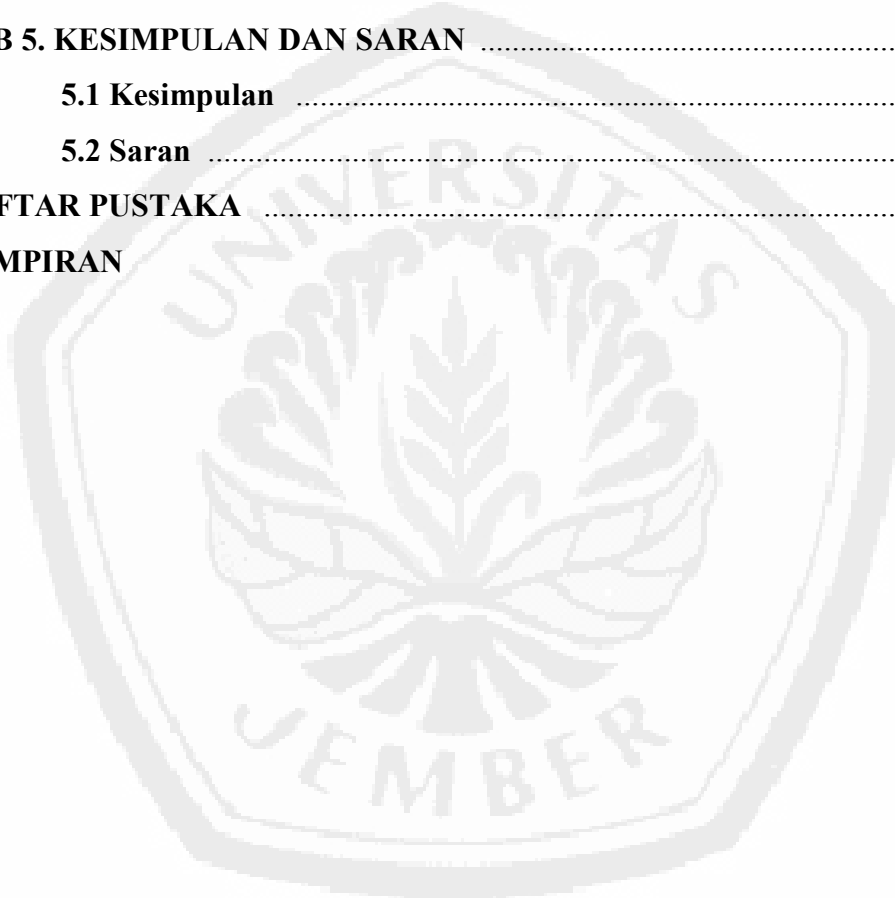 B 5. KESIMPULAN DAN SARAN ........................................................
5.1 Kesimpulan ..............................................................................
5.2 Saran .........................................................................................
FTAR PUSTAKA ..................................................................................
MPIRAN
UNIVERSITAS
JEMBER